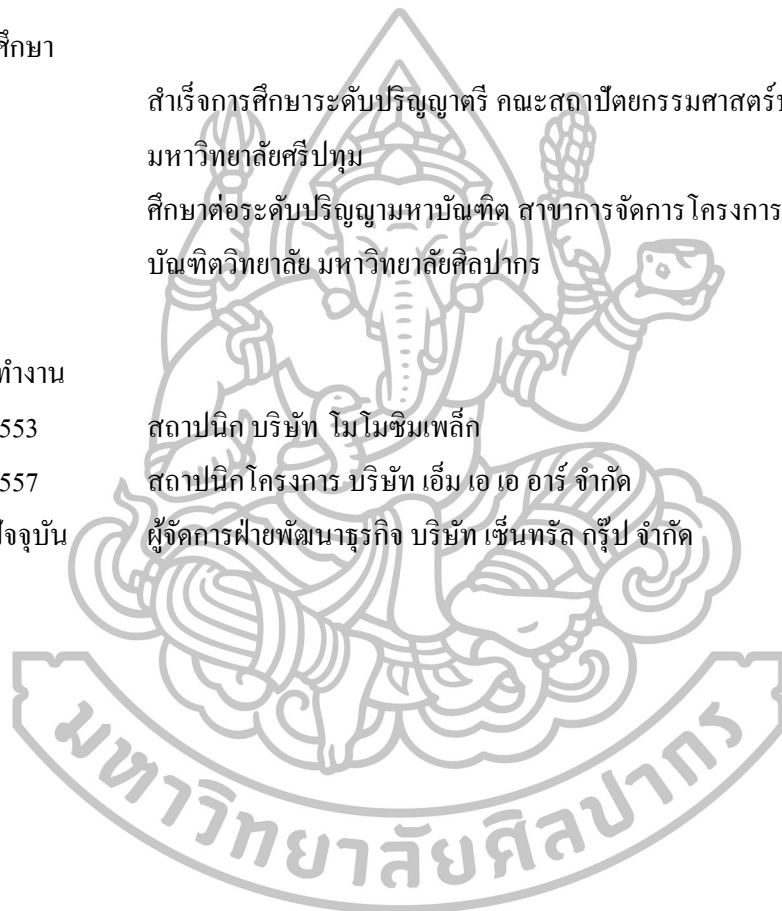 ศึกษา
สำเร็จการศึกษาระดับปริญญาตรี คณะสถาปัตยกรรมศาสตร์
มหาวิทยาลัยศรีปทุม
ศึกษาต่อระดับปริญญามหาบัณฑิต สาขาการจัดการโครงการ
บัณฑิตวิทยาลัย มหาวิทยาลัยศิลปากร
ทำงาน
553 สถาปนิก บริษัท โมโมซิมเพล็ก
557 สถาปนิกโครงการ บริษัท เอ็ม เอ เอ อาร์ จำกัด
ปัจจุบัน ผู้จัดการฝ่ายพัฒนาธุรกิจ บริษัท เซ็นทรัล กรุ๊ป จำกัด
มหาวิทยาลัยศิลปากร